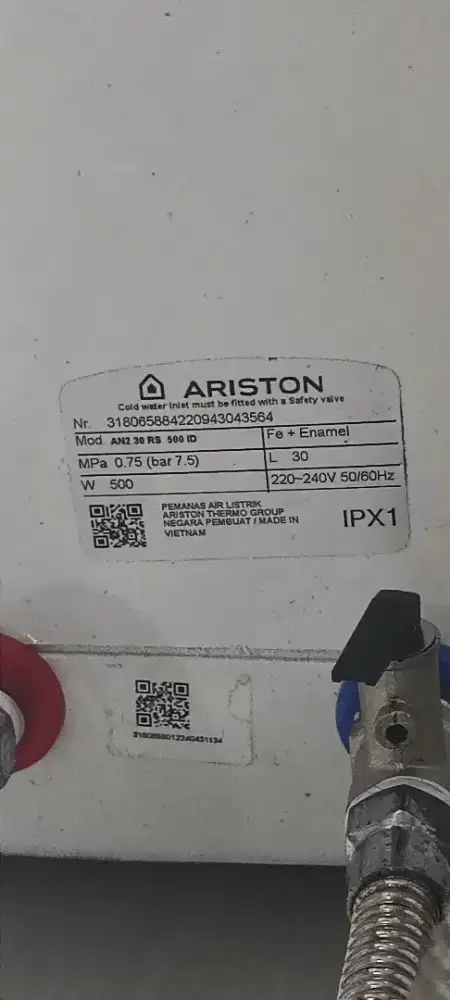 ARISTON
Cold water inlet must be fitted with a Safety valve
Nr. 318065884220943043564
Mod. AN2 30 RS 500 ID
Fe + Enamel
MPa 0.75 (bar 7.5)
L 30
W 500
220~240V 50/60Hz
PEMANAS AIR LISTRIK
ARISTON THERMO GROUP
NEGARA PEMBUAT / MADE IN
VIETNAM
IPX1